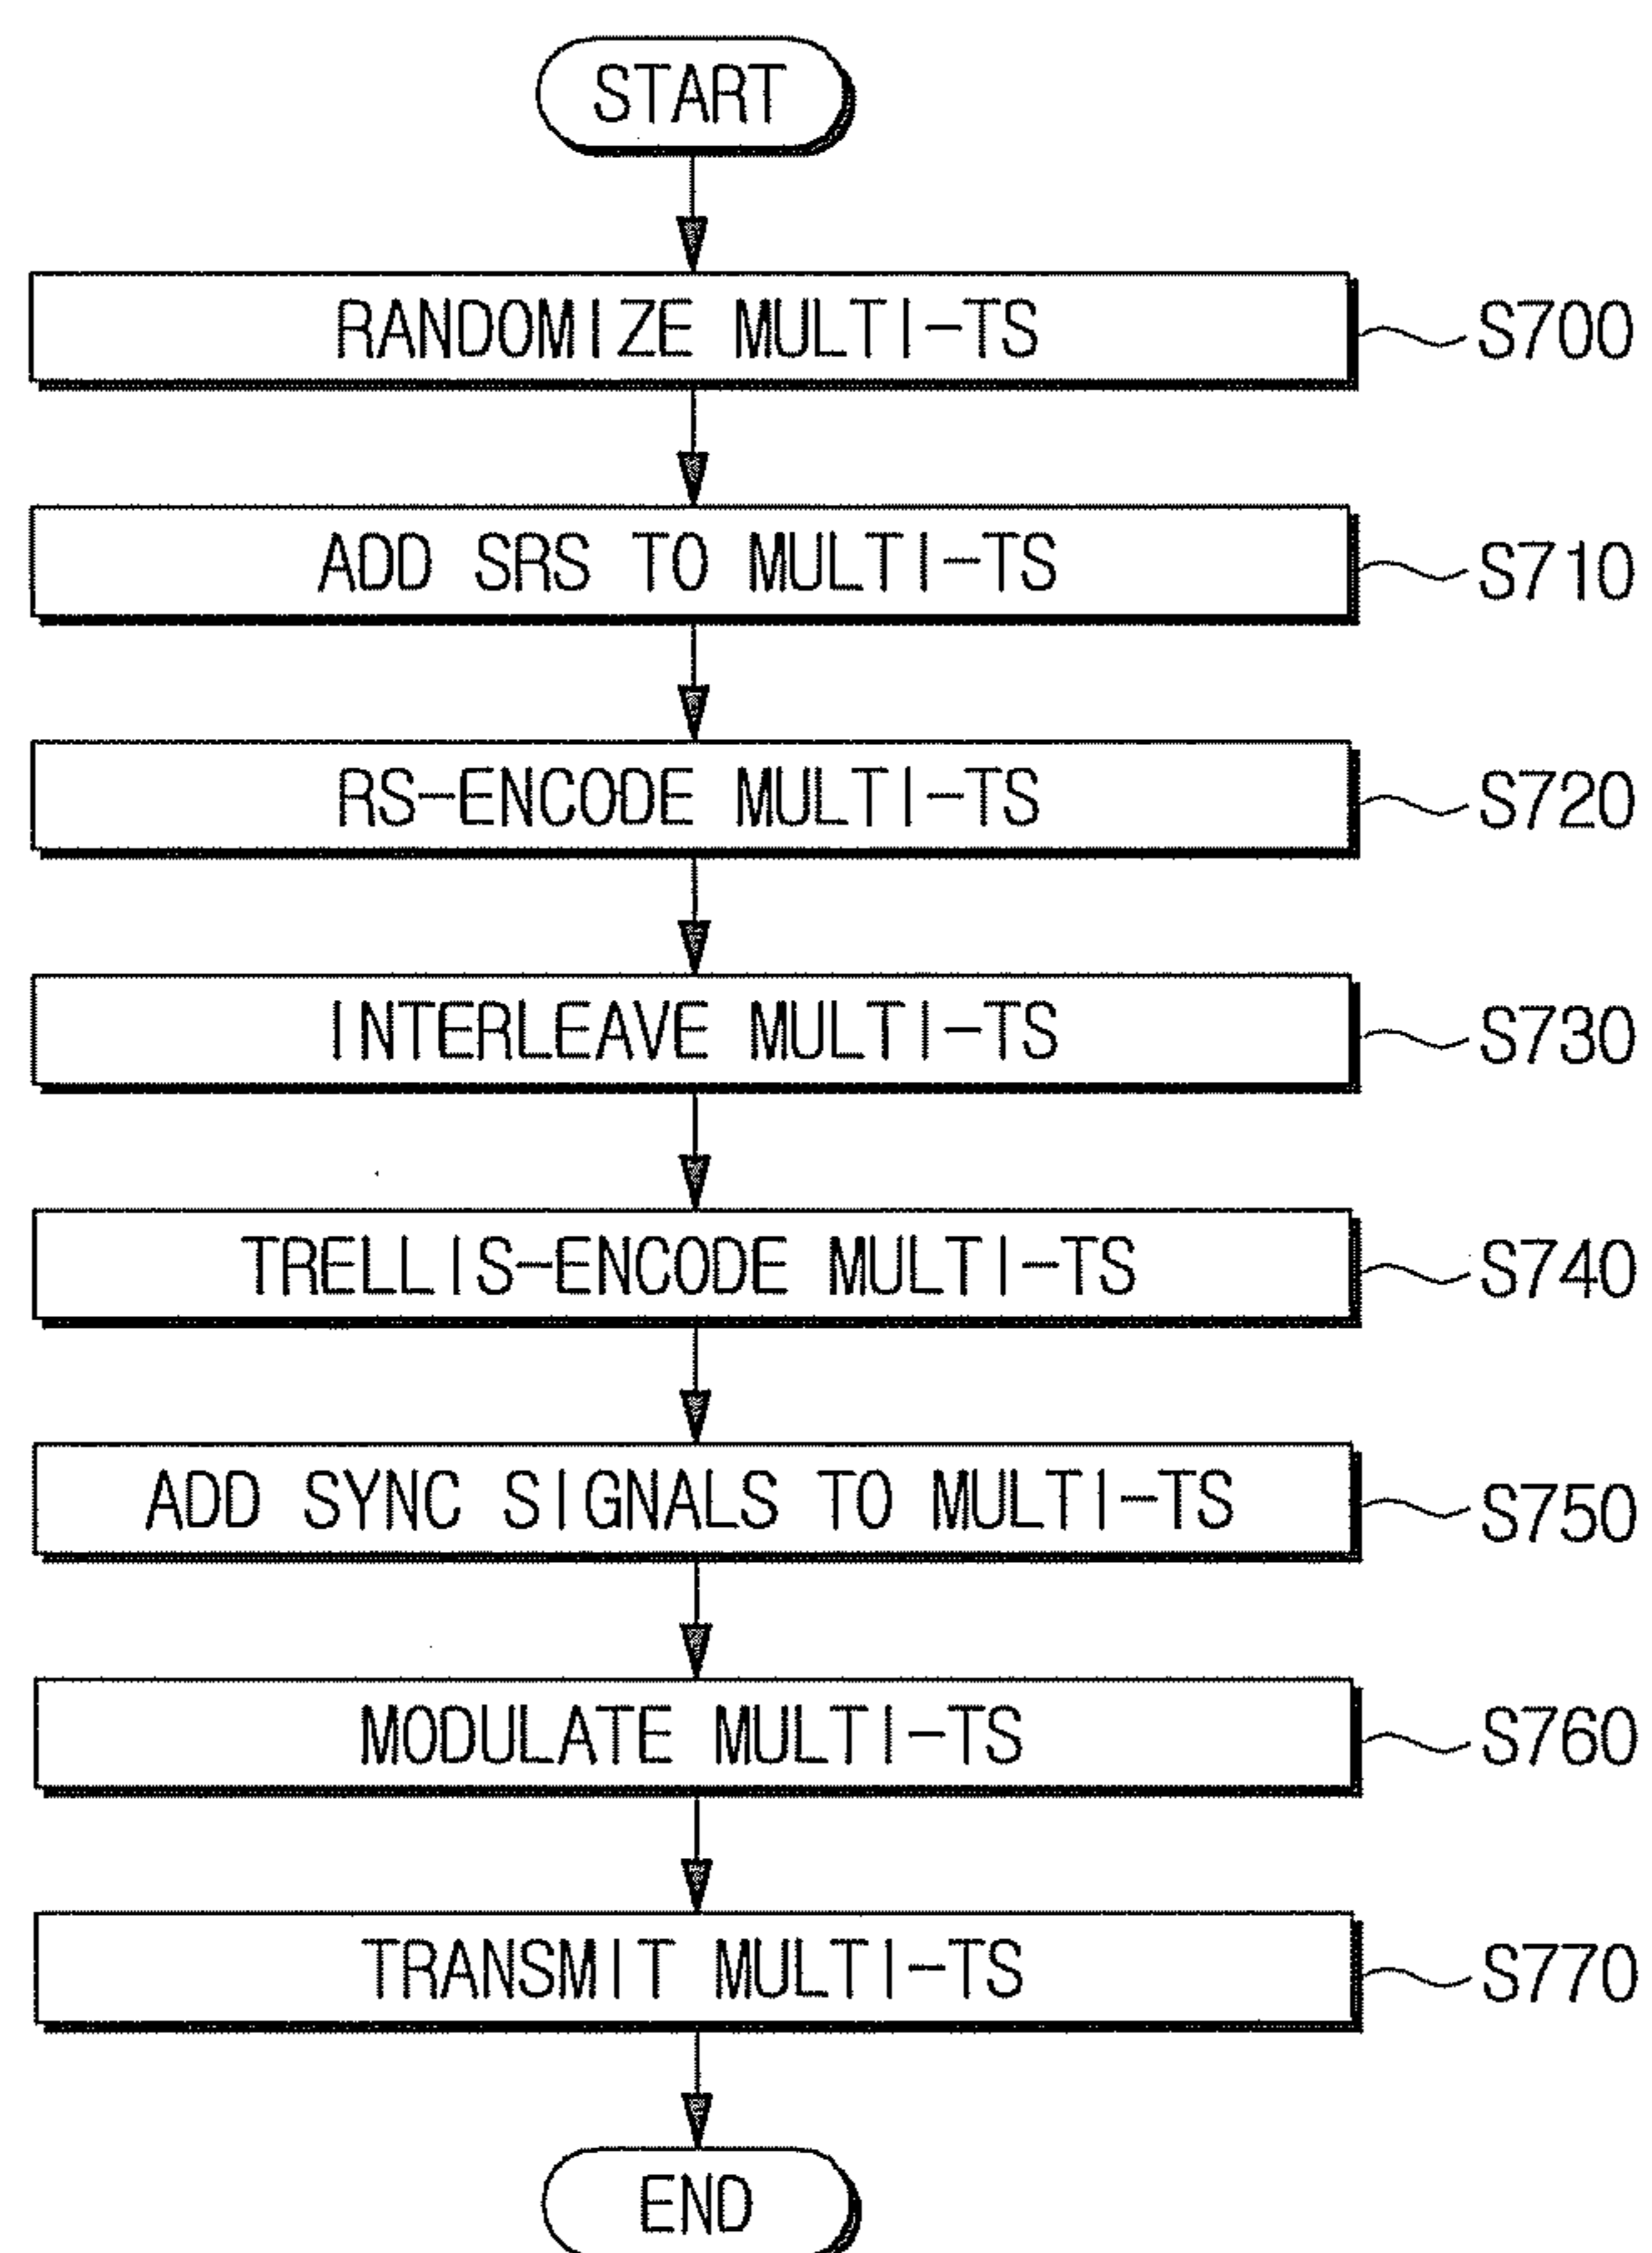 START
RANDOMIZE MULTI-TS
S700
ADD SRS TO MULTI-TS
S710
RS-ENCODE MULTI-TS
S720
INTERLEAVE MULTI-TS
S730
TRELLIS-ENCODE MULTI-TS
S740
ADD SYNC SIGNALS TO MULTI-TS
S750
MODULATE MULTI-TS
S760
TRANSMIT MULTI-TS
S770
END